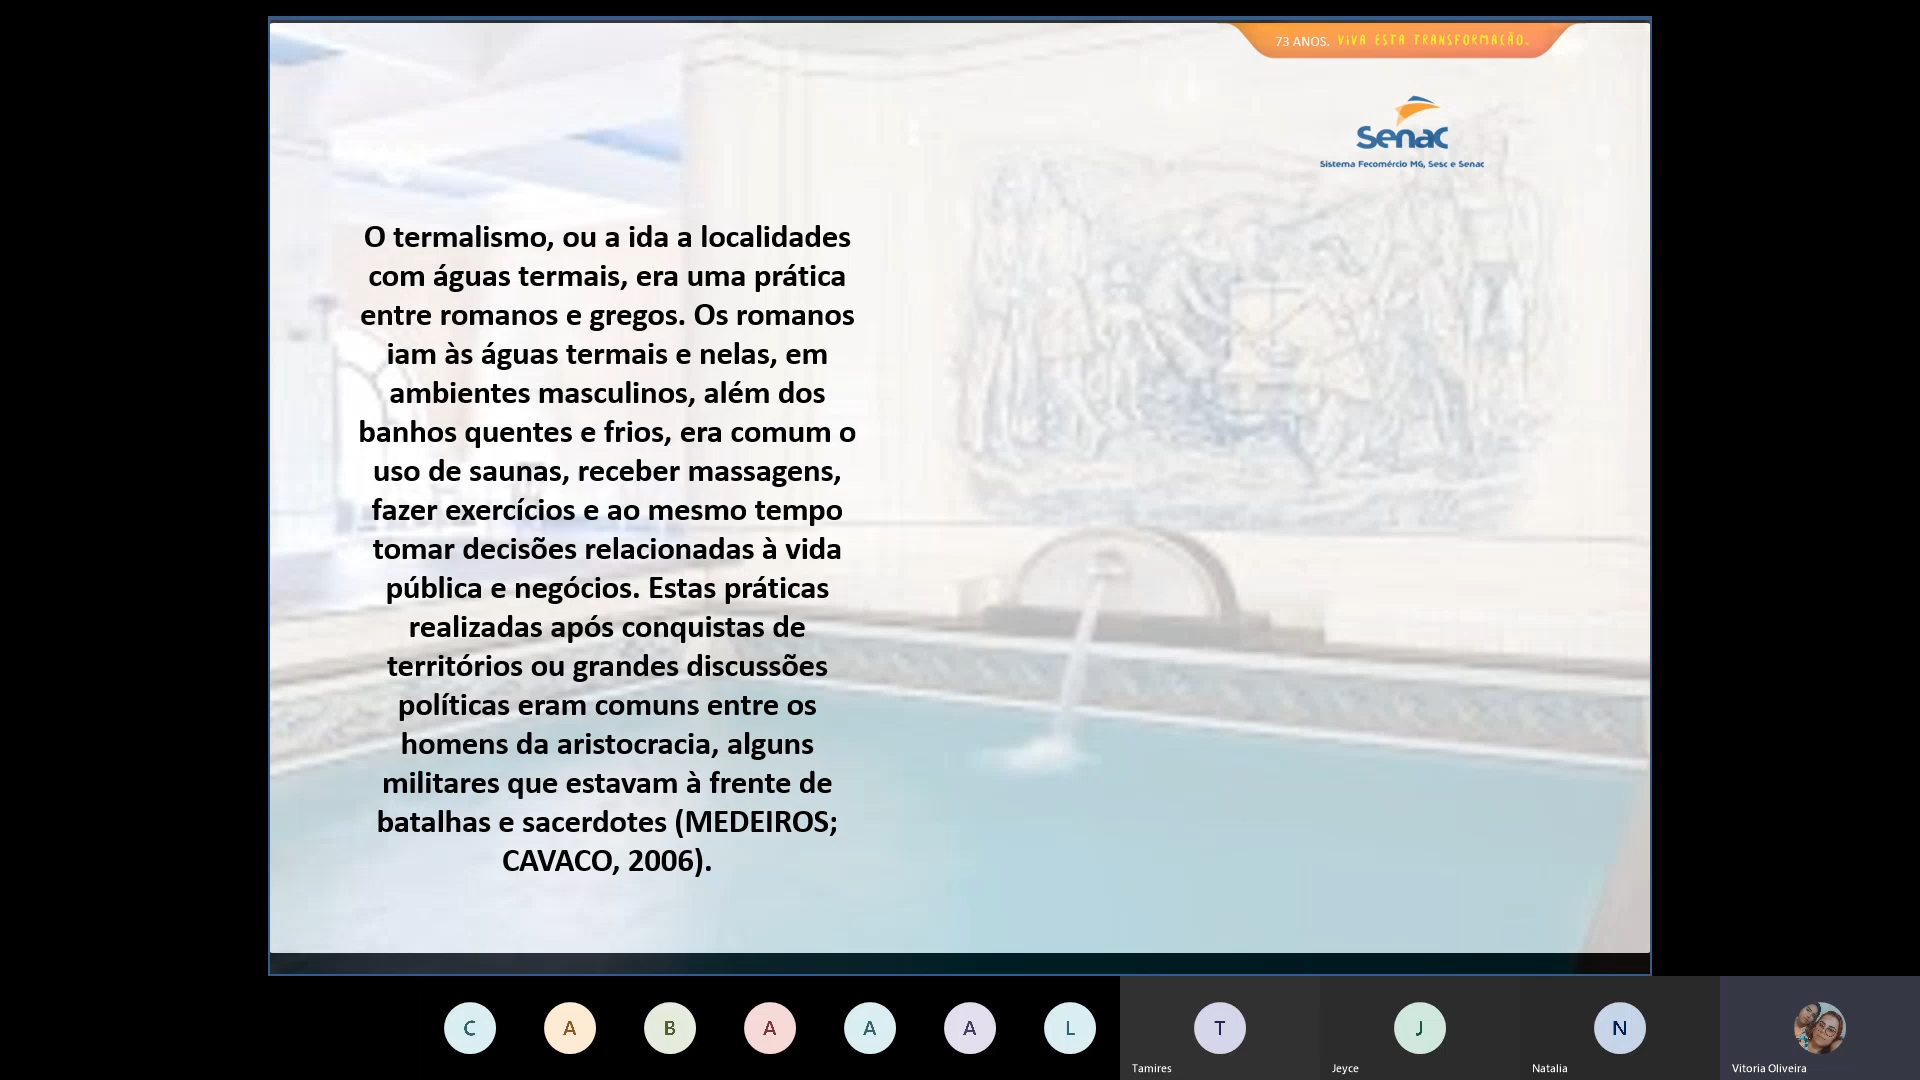 73 ANOS. VIVA ESTA TRANSFORMAÇÃO.
Senac
Sistema Fecomércio MG, Sesc e Senac
O termalismo, ou a ida a localidades
com águas termais, era uma prática
entre romanos e gregos. Os romanos
iam às águas termais e nelas, em
ambientes masculinos, além dos
banhos quentes e frios, era comum o
uso de saunas, receber massagens,
fazer exercícios e ao mesmo tempo
tomar decisões relacionadas à vida
pública e negócios. Estas práticas
realizadas após conquistas de
territórios ou grandes discussões
políticas eram comuns entre os
homens da aristocracia, alguns
militares que estavam à frente de
batalhas e sacerdotes (MEDEIROS;
CAVACO, 2006).
C A B A A A L T J N
Tamires Jeyce Natalia Vitoria Oliveira